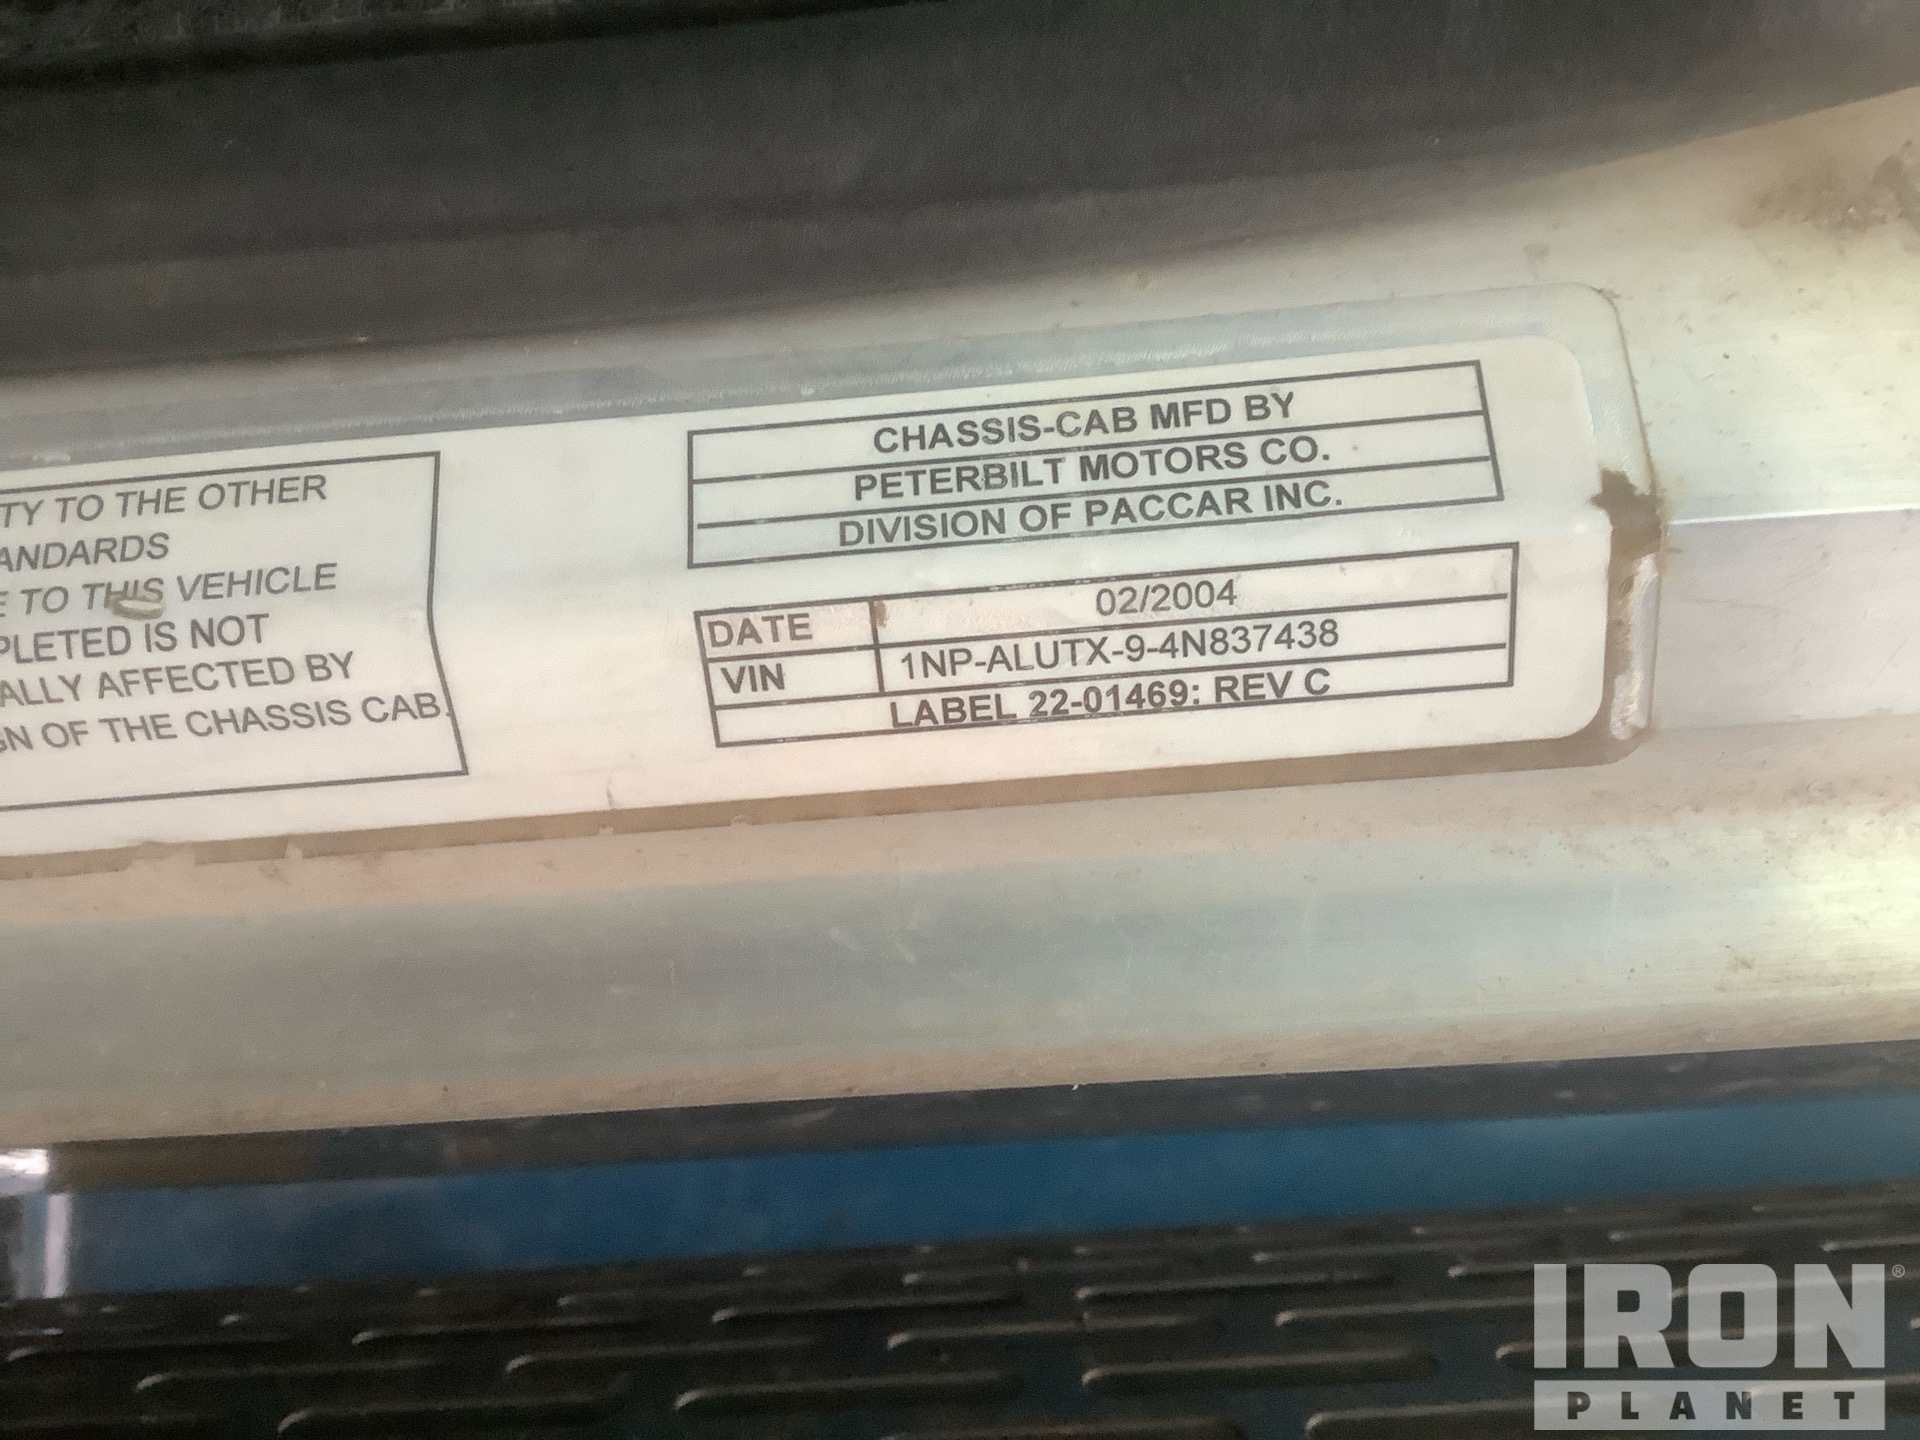 TY TO THE OTHER
ANDARDS
E TO THIS VEHICLE
PLETED IS NOT
ALLY AFFECTED BY
GN OF THE CHASSIS CAB.
CHASSIS-CAB MFD BY
PETERBILT MOTORS CO.
DIVISION OF PACCAR INC.
DATE 02/2004
VIN 1NP-ALUTX-9-4N837438
LABEL 22-01469: REV C
IRON ®
PLANET